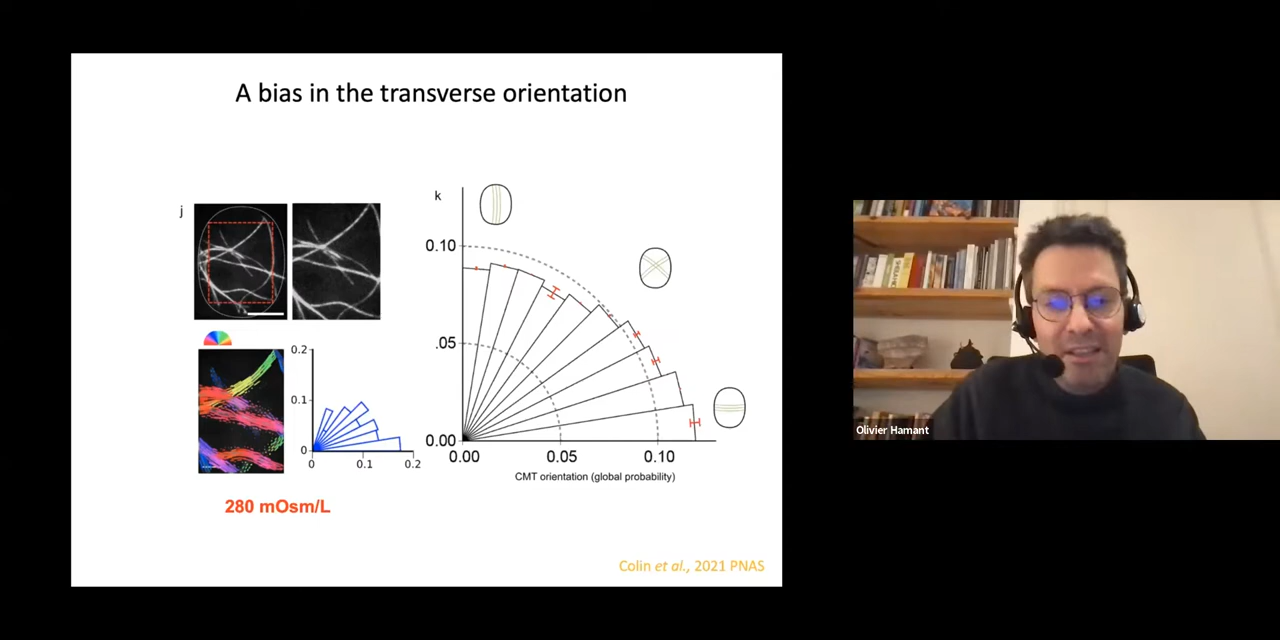 A bias in the transverse orientation
j
k
0.10
.05
0.00
0.00
0.05
0.10
CMT orientation (global probability)
0.2
0.1
0
0
0.1
0.2
280 mOsm/L
Colin et al., 2021 PNAS
Olivier Hamant